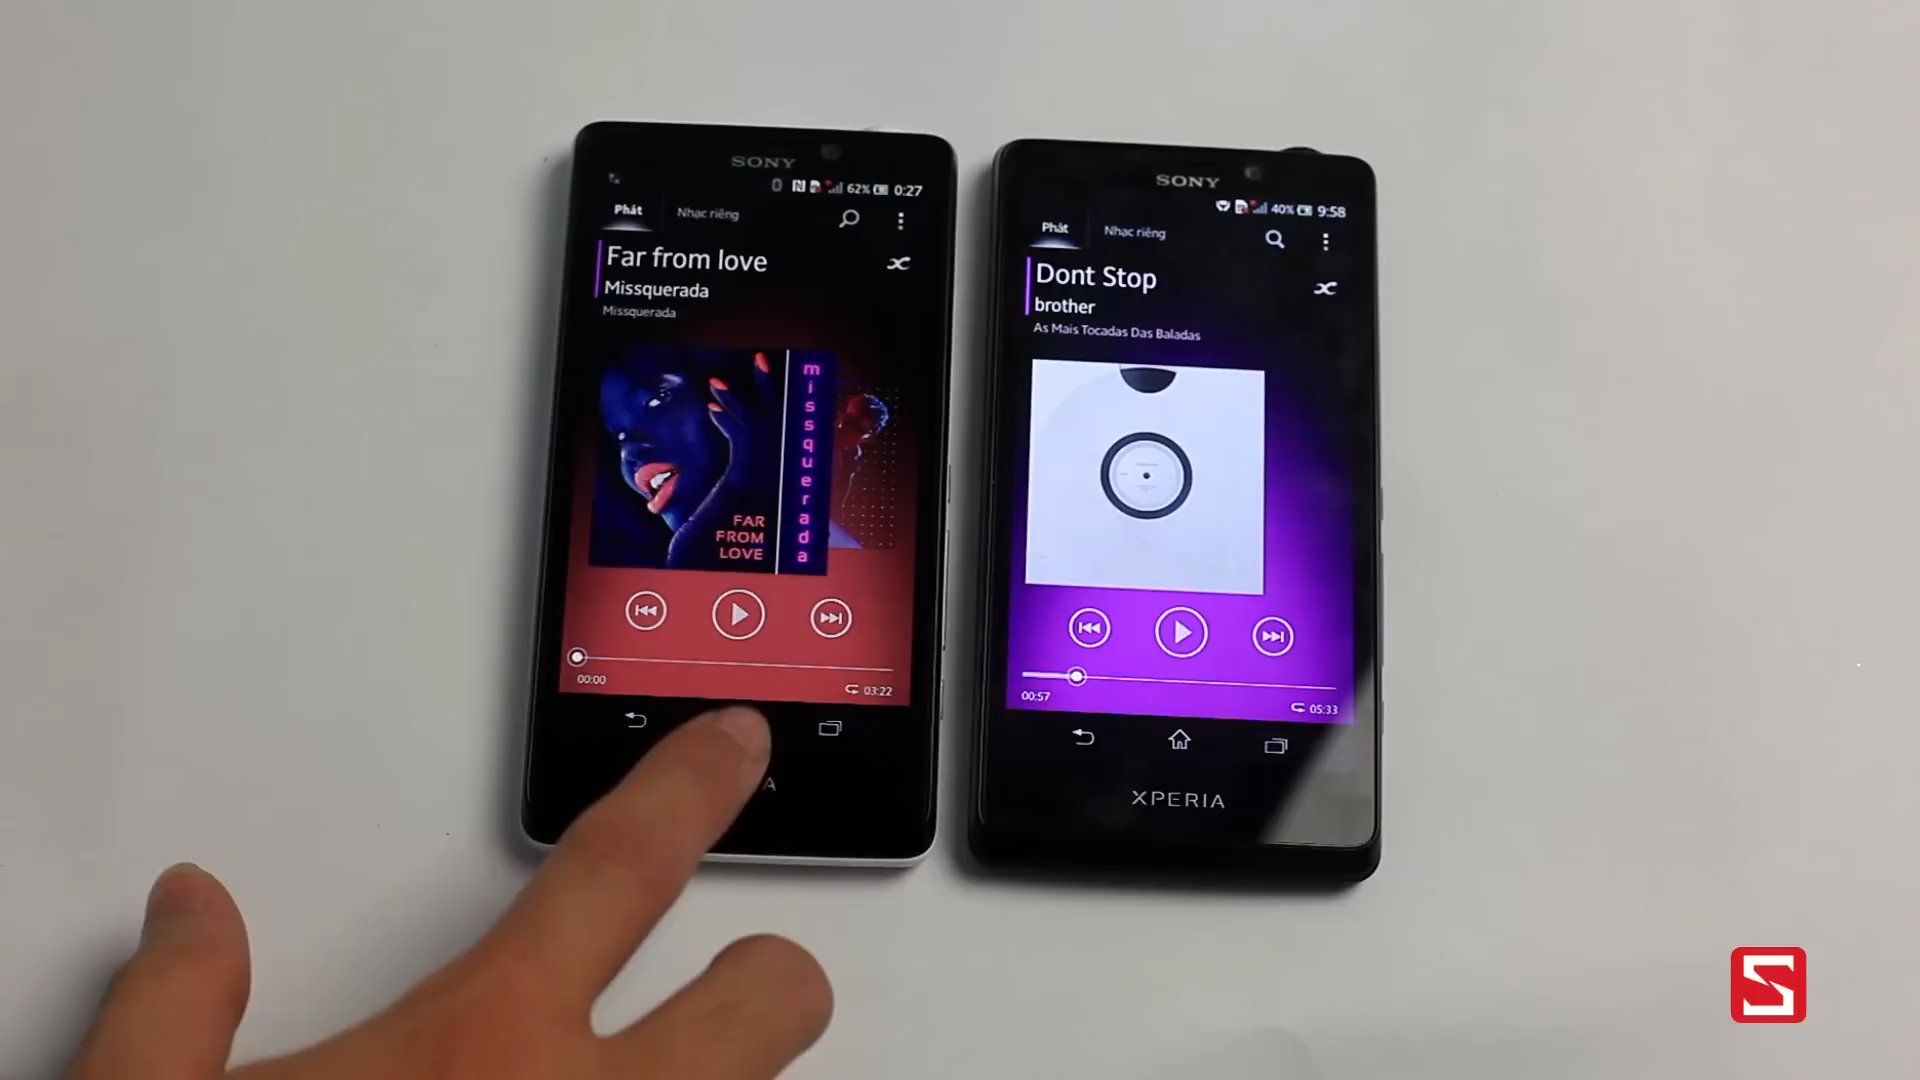 SONY
62% 0:27
Phát Nhạc riêng
Far from love
Missquerada
Missquerada
missquerada
FAR
FROM
LOVE
00:00
03:22
A
SONY
40% 9:58
Phát Nhạc riêng
Dont Stop
brother
As Mais Tocadas Das Baladas
00:57
05:33
XPERIA
S